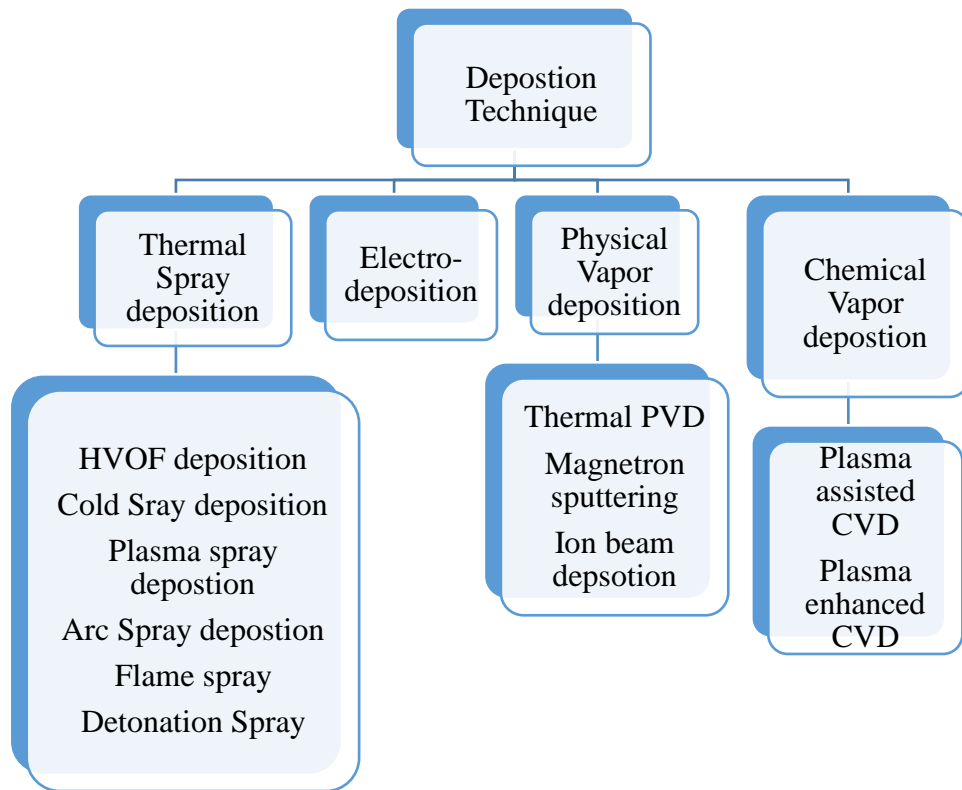 Depostion
Technique
Thermal
Spray
deposition
Electro-
deposition
Physical
Vapor
deposition
Chemical
Vapor
depostion
HVOF deposition
Cold Sray deposition
Plasma spray
depostion
Arc Spray depostion
Flame spray
Detonation Spray
Thermal PVD
Magnetron
sputtering
Ion beam
depsotion
Plasma
assisted
CVD
Plasma
enhanced
CVD